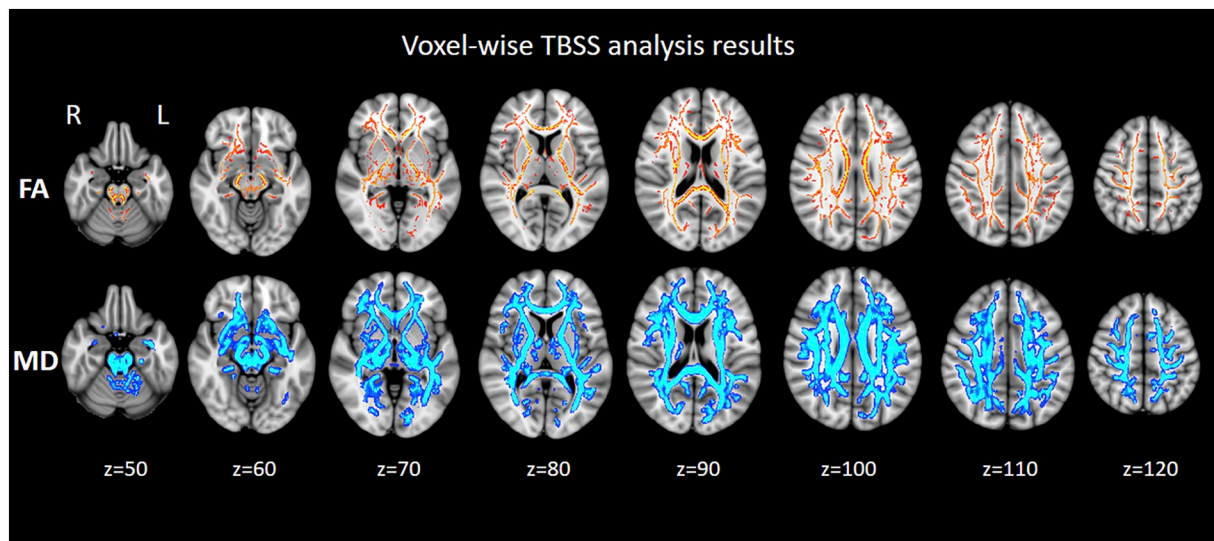 Voxel-wise TBSS analysis results
R L
FA
MD
z=50 z=60 z=70 z=80 z=90 z=100 z=110 z=120